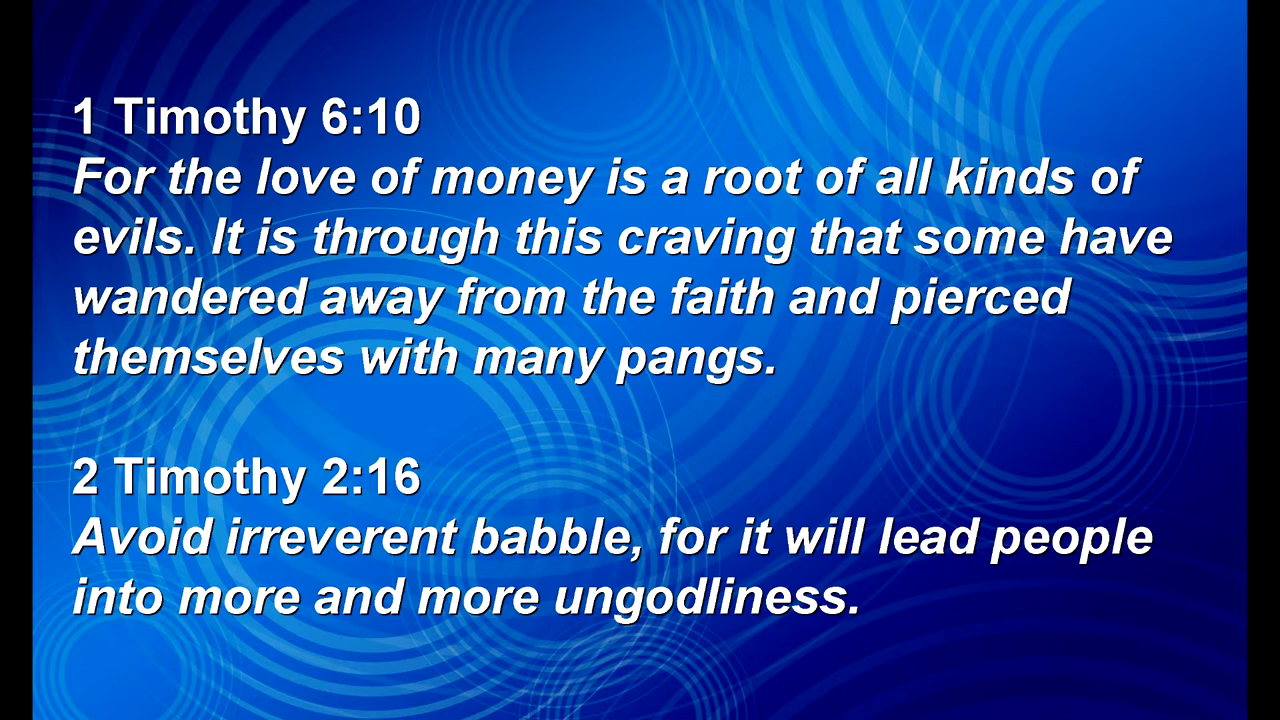 1 Timothy 6:10
For the love of money is a root of all kinds of
evils. It is through this craving that some have
wandered away from the faith and pierced
themselves with many pangs.
2 Timothy 2:16
Avoid irreverent babble, for it will lead people
into more and more ungodliness.